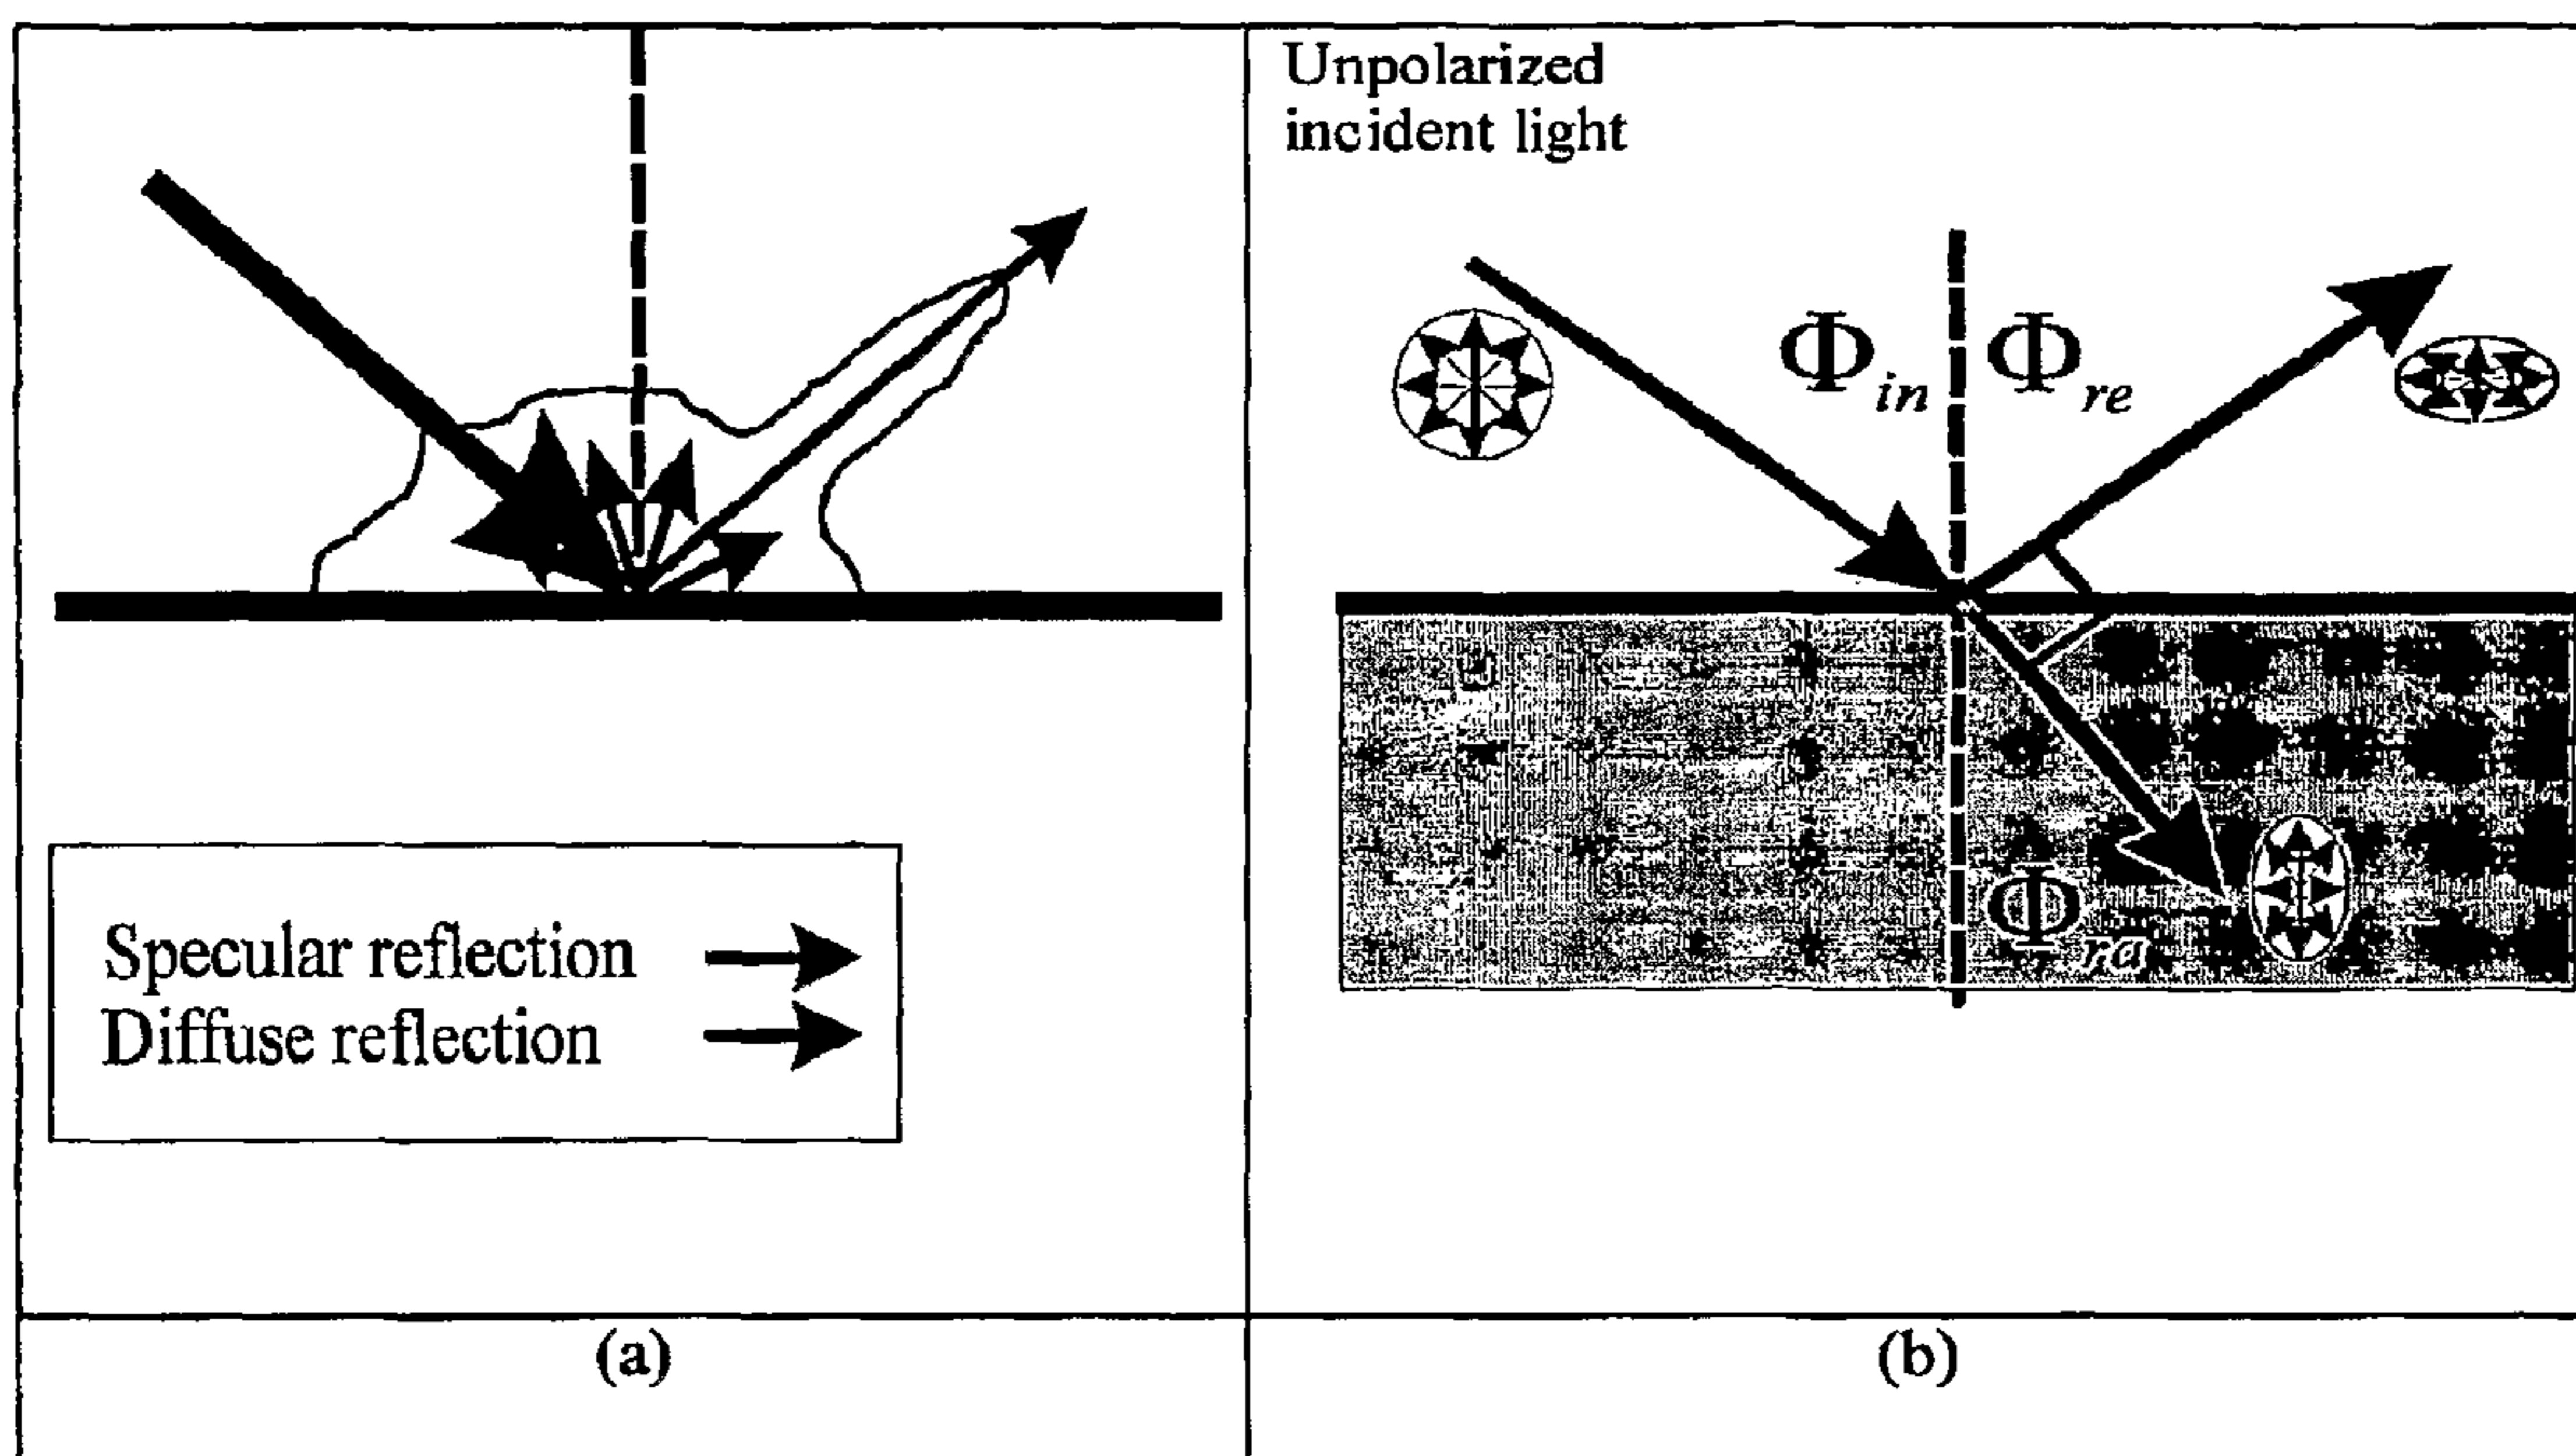 Unpolarized
incident light
Φin Φre
Φra
Specular reflection
Diffuse reflection
(a)
(b)